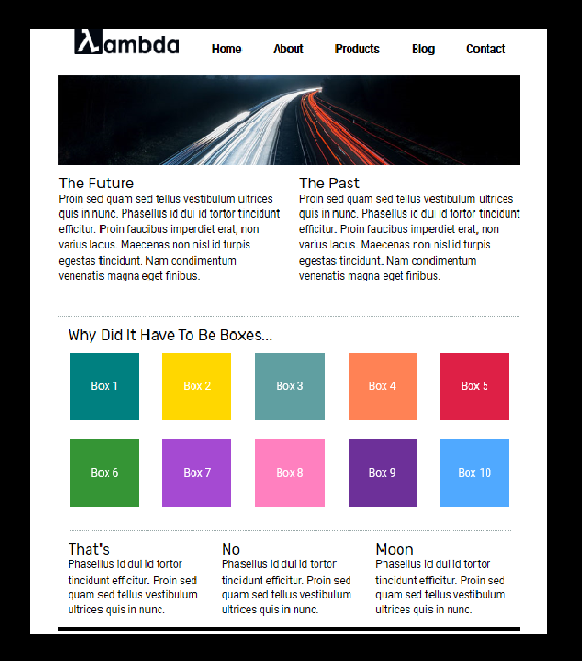 λambda
Home About Products Blog Contact
The Future
Proin sed quam sed tellus vestibulum ultrices
quis in nunc. Phasellus id dui id tortor tincidunt
efficitur. Proin faucibus imperdiet erat, non
varius lacus. Maecenas non nisl id turpis
egestas tincidunt. Nam condimentum
venenatis magna eget finibus.
The Past
Proin sed quam sed tellus vestibulum ultrices
quis in nunc. Phasellus id dui id tortor tincidunt
efficitur. Proin faucibus imperdiet erat, non
varius lacus. Maecenas non nisl id turpis
egestas tincidunt. Nam condimentum
venenatis magna eget finibus.
Why Did It Have To Be Boxes...
Box 1 Box 2 Box 3 Box 4 Box 5
Box 6 Box 7 Box 8 Box 9 Box 10
That"s
Phasellus id dui id tortor
tincidunt efficitur. Proin sed
quam sed tellus vestibulum
ultrices quis in nunc.
No
Phasellus id dui id tortor
tincidunt efficitur. Proin sed
quam sed tellus vestibulum
ultrices quis in nunc.
Moon
Phasellus id dui id tortor
tincidunt efficitur. Proin sed
quam sed tellus vestibulum
ultrices quis in nunc.